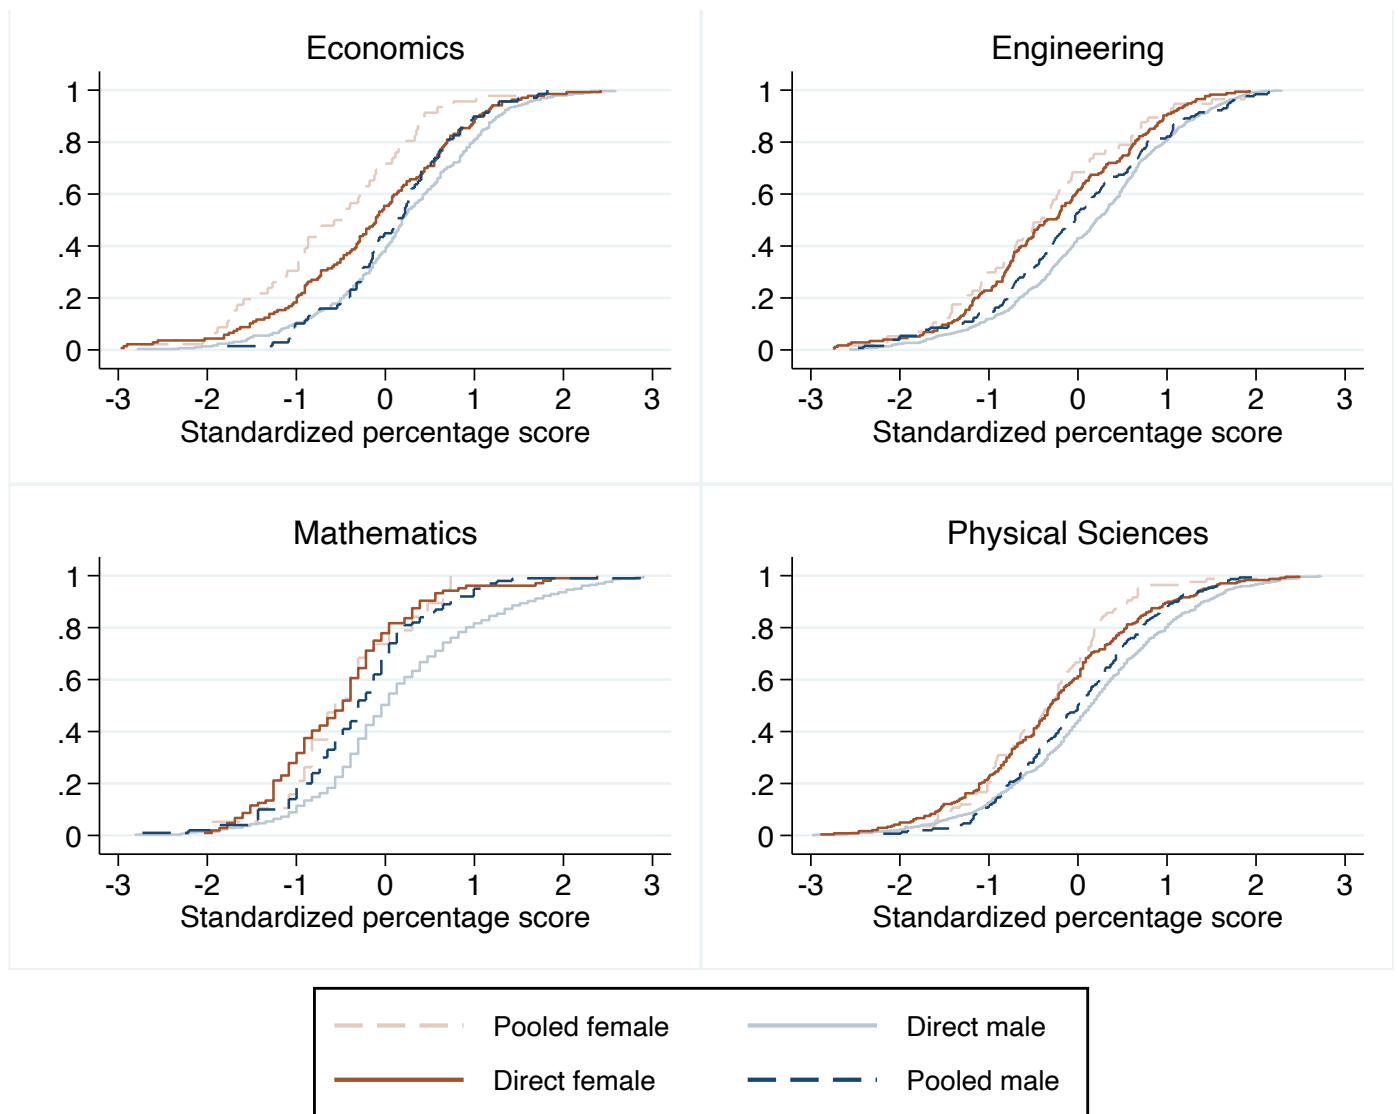 Economics
1
.8
.6
.4
.2
0
-3 -2 -1 0 1 2 3
Standardized percentage score
Engineering
1
.8
.6
.4
.2
0
-3 -2 -1 0 1 2 3
Standardized percentage score
Mathematics
1
.8
.6
.4
.2
0
-3 -2 -1 0 1 2 3
Standardized percentage score
Physical Sciences
1
.8
.6
.4
.2
0
-3 -2 -1 0 1 2 3
Standardized percentage score
Pooled female Direct male
Direct female Pooled male